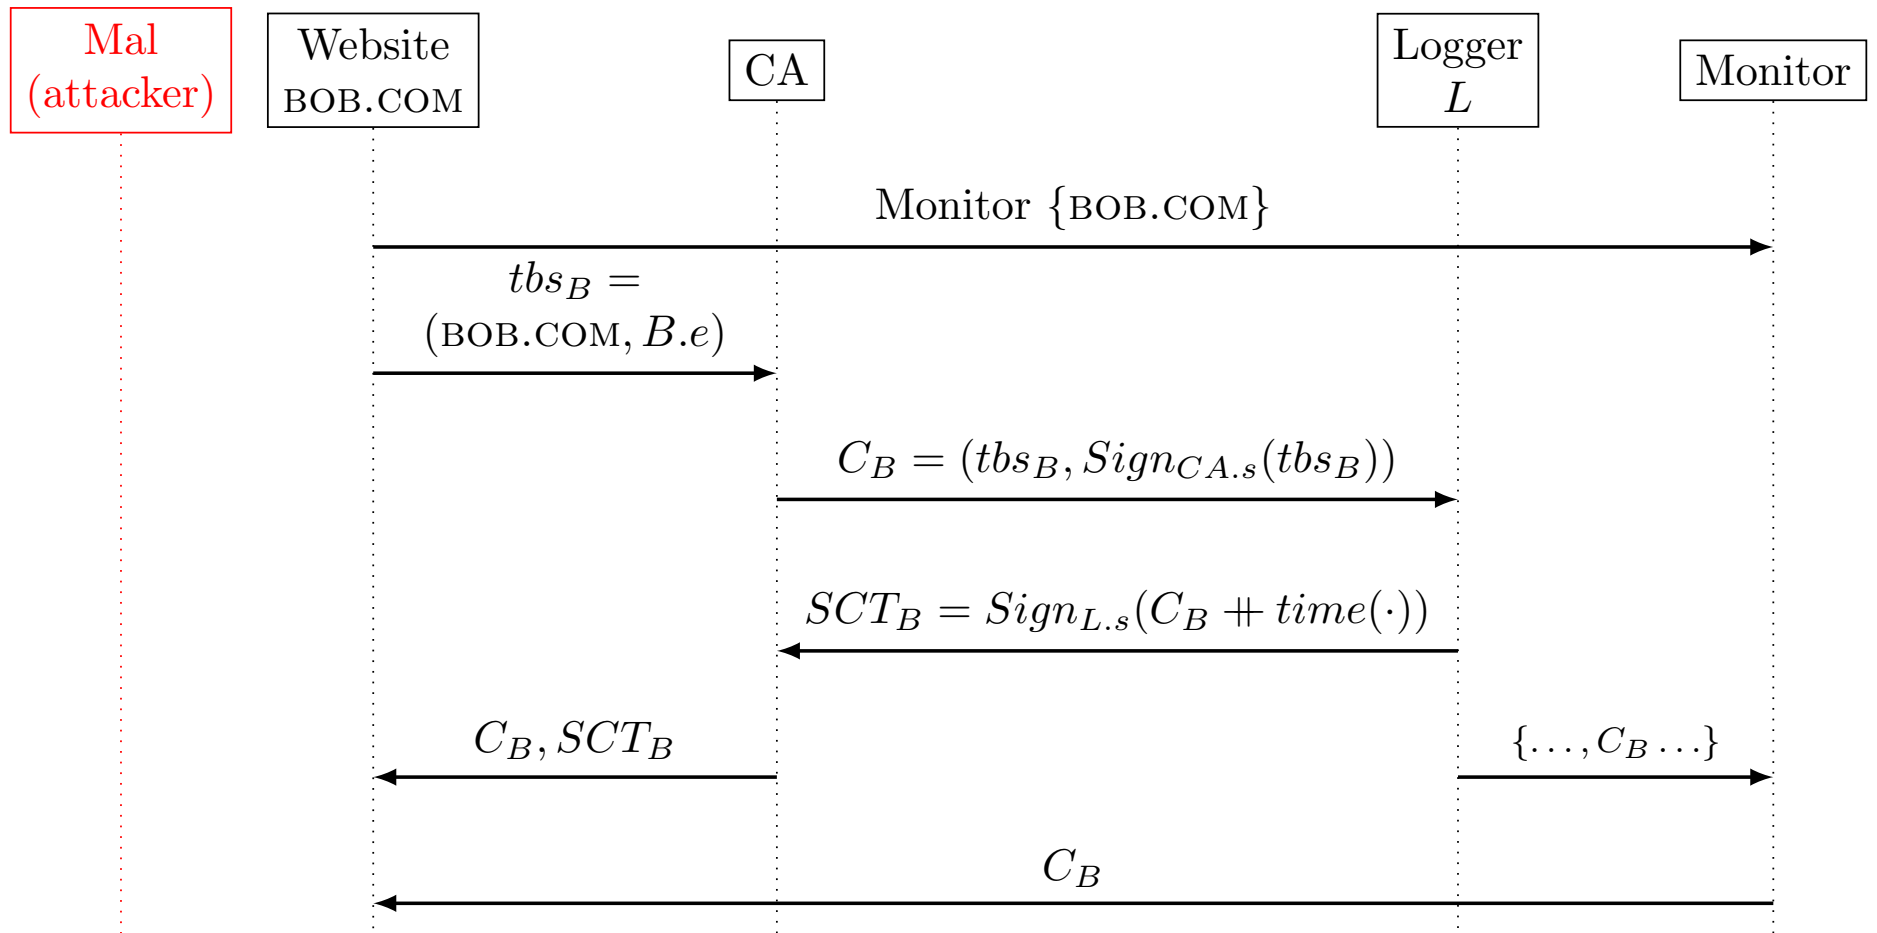 Mal
(attacker)
Website
BOB.COM
CA
Logger
L
Monitor
Monitor {BOB.COM}
tbs_B =
(BOB.COM, B.e)
C_B = (tbs_B, Sign_{CA.s}(tbs_B))
SCT_B = Sign_{L.s}(C_B ⧺ time(·))
C_B, SCT_B
{..., C_B ...}
C_B